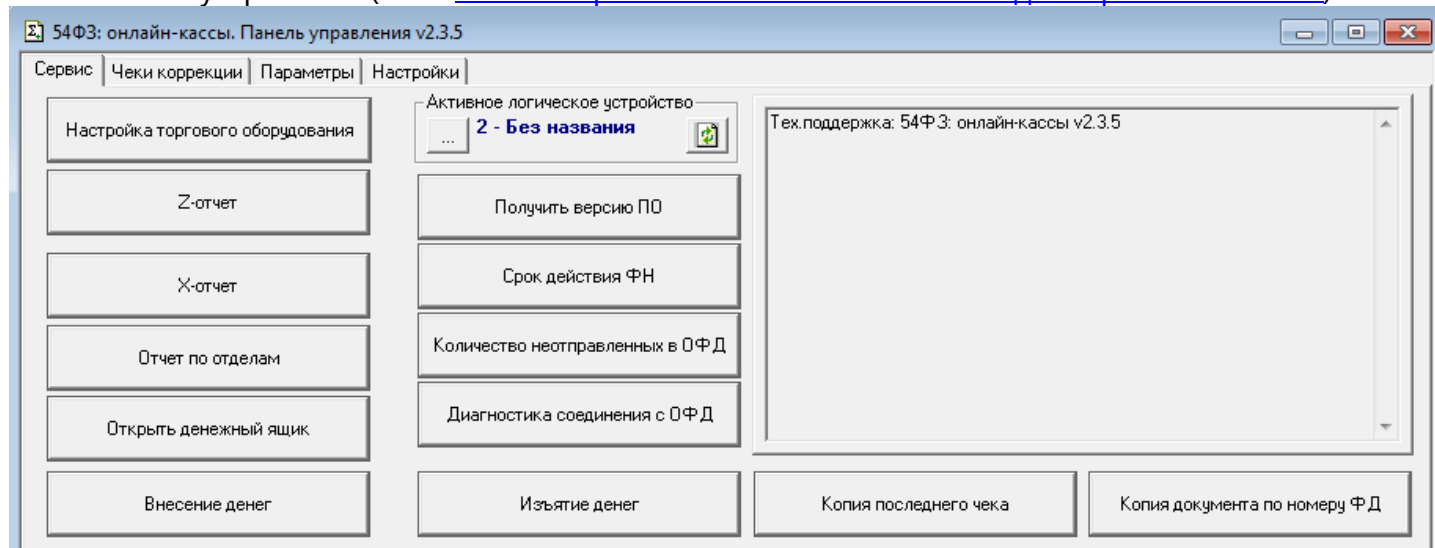 54ФЗ: онлайн-кассы. Панель управления v2.3.5
Сервис Чеки коррекции Параметры Настройки
Настройка торгового оборудования
Z-отчет
X-отчет
Отчет по отделам
Открыть денежный ящик
Внесение денег
Активное логическое устройство
... 2 - Без названия
Получить версию ПО
Срок действия ФН
Количество неотправленных в ОФД
Диагностика соединения с ОФД
Изъятие денег
Тех.поддержка: 54ФЗ: онлайн-кассы v2.3.5
Копия последнего чека
Копия документа по номеру ФД